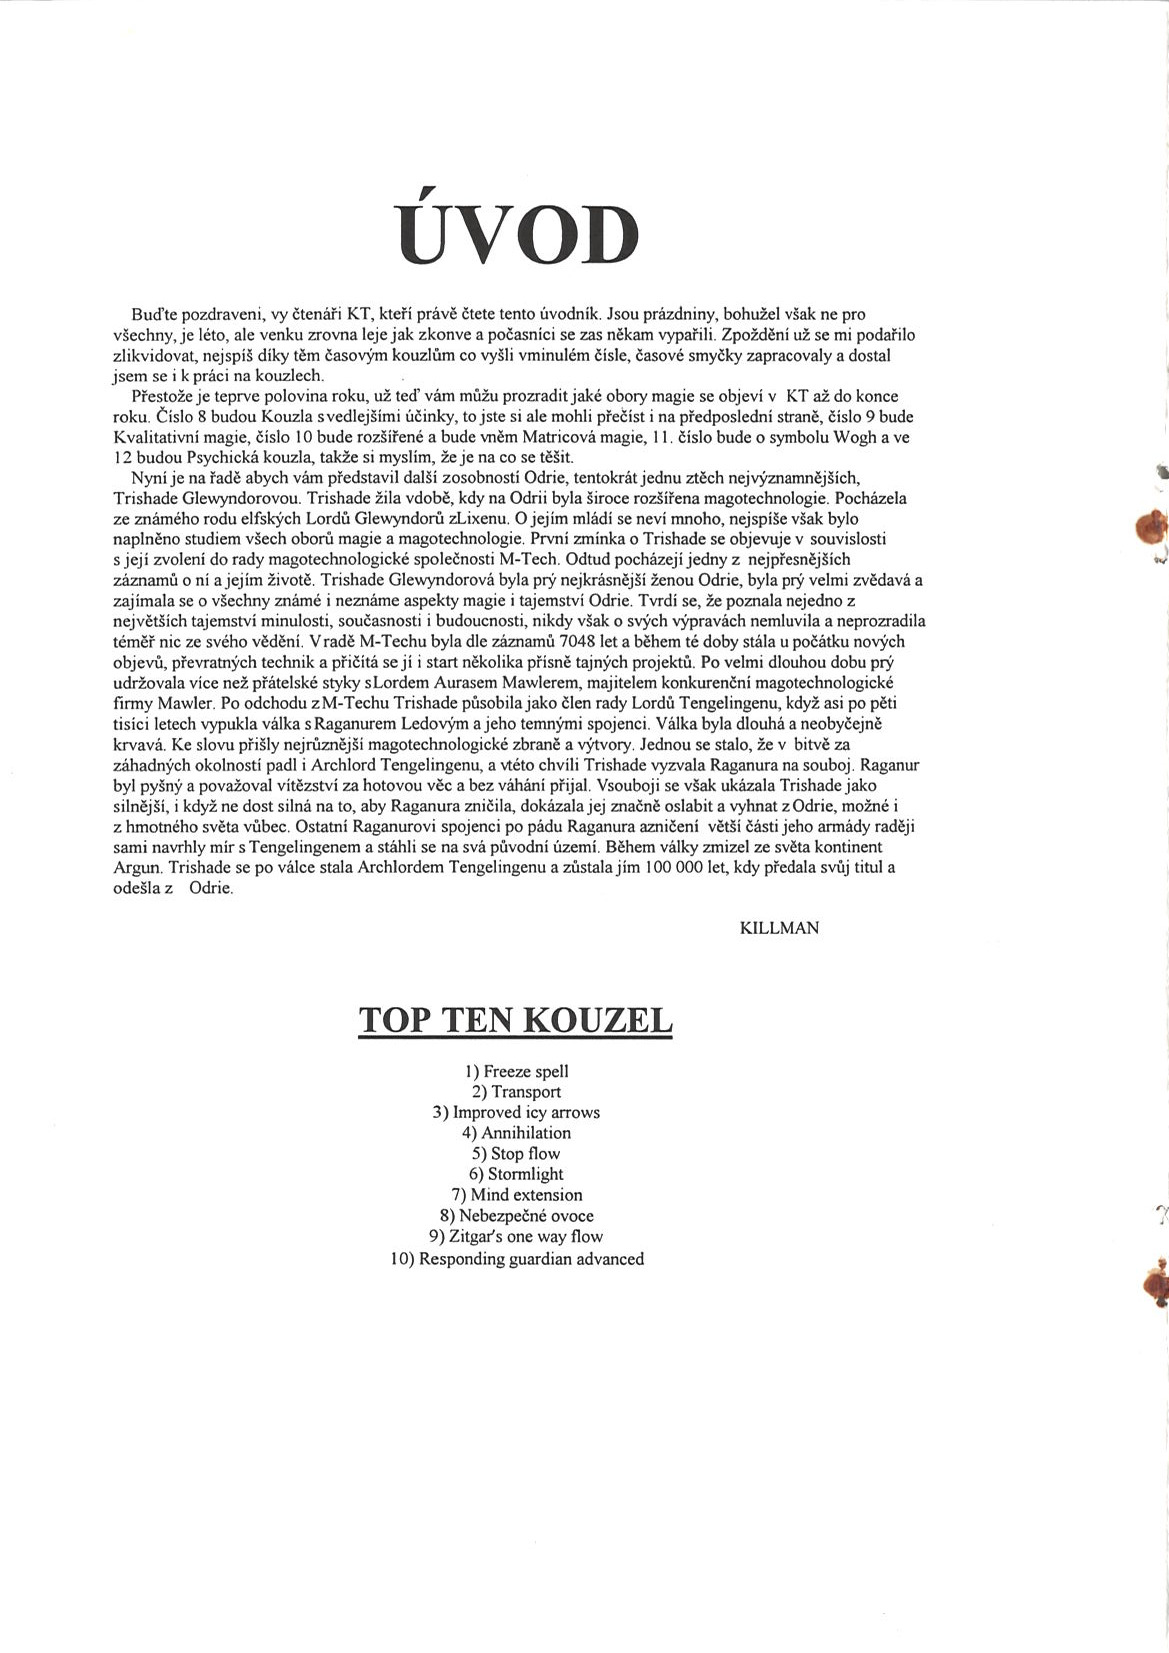 ÚVOD
Buďte pozdraveni, vy čtenáři KT, kteří právě čtete tento úvodník. Jsou prázdniny, bohužel však ne pro
všechny, je léto, ale venku zrovna leje jak zkonve a počasníci se zas někam vypařili. Zpoždění už se mi podařilo
zlikvidovat, nejspíš díky těm časovým kouzlům co vyšli vminulém čísle, časové smyčky zapracovaly a dostal
jsem se i k práci na kouzlech.
Přestože je teprve polovina roku, už teď vám můžu prozradit jaké obory magie se objeví v KT až do konce
roku. Číslo 8 budou Kouzla s vedlejšími účinky, to jste si ale mohli přečíst i na předposlední straně, číslo 9 bude
Kvalitativní magie, číslo 10 bude rozšířené a bude vněm Matricová magie, 11. číslo bude o symbolu Wogh a ve
12 budou Psychická kouzla, takže si myslím, že je na co se těšit.
Nyní je na řadě abych vám představil další zosobností Odrie, tentokrát jednu ztěch nejvýznamnějších,
Trishade Glewyndorovou. Trishade žila vdobě, kdy na Odrii byla široce rozšířena magotechnologie. Pocházela
ze známého rodu elfských Lordů Glewyndorů zLixenu. O jejím mládí se neví mnoho, nejspíše však bylo
naplněno studiem všech oborů magie a magotechnologie. První zmínka o Trishade se objevuje v souvislosti
s její zvolení do rady magotechnologické společnosti M-Tech. Odtud pocházejí jedny z nejpřesnějších
záznamů o ní a jejím životě. Trishade Glewyndorová byla prý nejkrásnější ženou Odrie, byla prý velmi zvědavá a
zajímala se o všechny známé i neznáme aspekty magie i tajemství Odrie. Tvrdí se, že poznala nejedno z
největších tajemství minulosti, současnosti i budoucnosti, nikdy však o svých výpravách nemluvila a neprozradila
téměř nic ze svého vědění. V radě M-Techu byla dle záznamů 7048 let a během té doby stála u počátku nových
objevů, převratných technik a přičítá se jí i start několika přísně tajných projektů. Po velmi dlouhou dobu prý
udržovala více než přátelské styky sLordem Aurasem Mawlerem, majitelem konkurenční magotechnologické
firmy Mawler. Po odchodu z M-Techu Trishade působila jako člen rady Lordů Tengelingenu, když asi po pěti
tisíci letech vypukla válka s Raganurem Ledovým a jeho temnými spojenci. Válka byla dlouhá a neobyčejně
krvavá. Ke slovu přišly nejrůznější magotechnologické zbraně a výtvory. Jednou se stalo, že v bitvě za
záhadných okolností padl i Archlord Tengelingenu, a vtéto chvíli Trishade vyzvala Raganura na souboj. Raganur
byl pyšný a považoval vítězství za hotovou věc a bez váhání přijal. Vsouboji se však ukázala Trishade jako
silnější, i když ne dost silná na to, aby Raganura zničila, dokázala jej značně oslabit a vyhnat z Odrie, možné i
z hmotného světa vůbec. Ostatní Raganurovi spojenci po pádu Raganura azničení větší části jeho armády raději
sami navrhly mír s Tengelingenem a stáhli se na svá původní území. Během války zmizel ze světa kontinent
Argun. Trishade se po válce stala Archlordem Tengelingenu a zůstala jím 100 000 let, kdy předala svůj titul a
odešla z Odrie.
KILLMAN
TOP TEN KOUZEL
1) Freeze spell
2) Transport
3) Improved icy arrows
4) Annihilation
5) Stop flow
6) Stormlight
7) Mind extension
8) Nebezpečné ovoce
9) Zitgar's one way flow
10) Responding guardian advanced